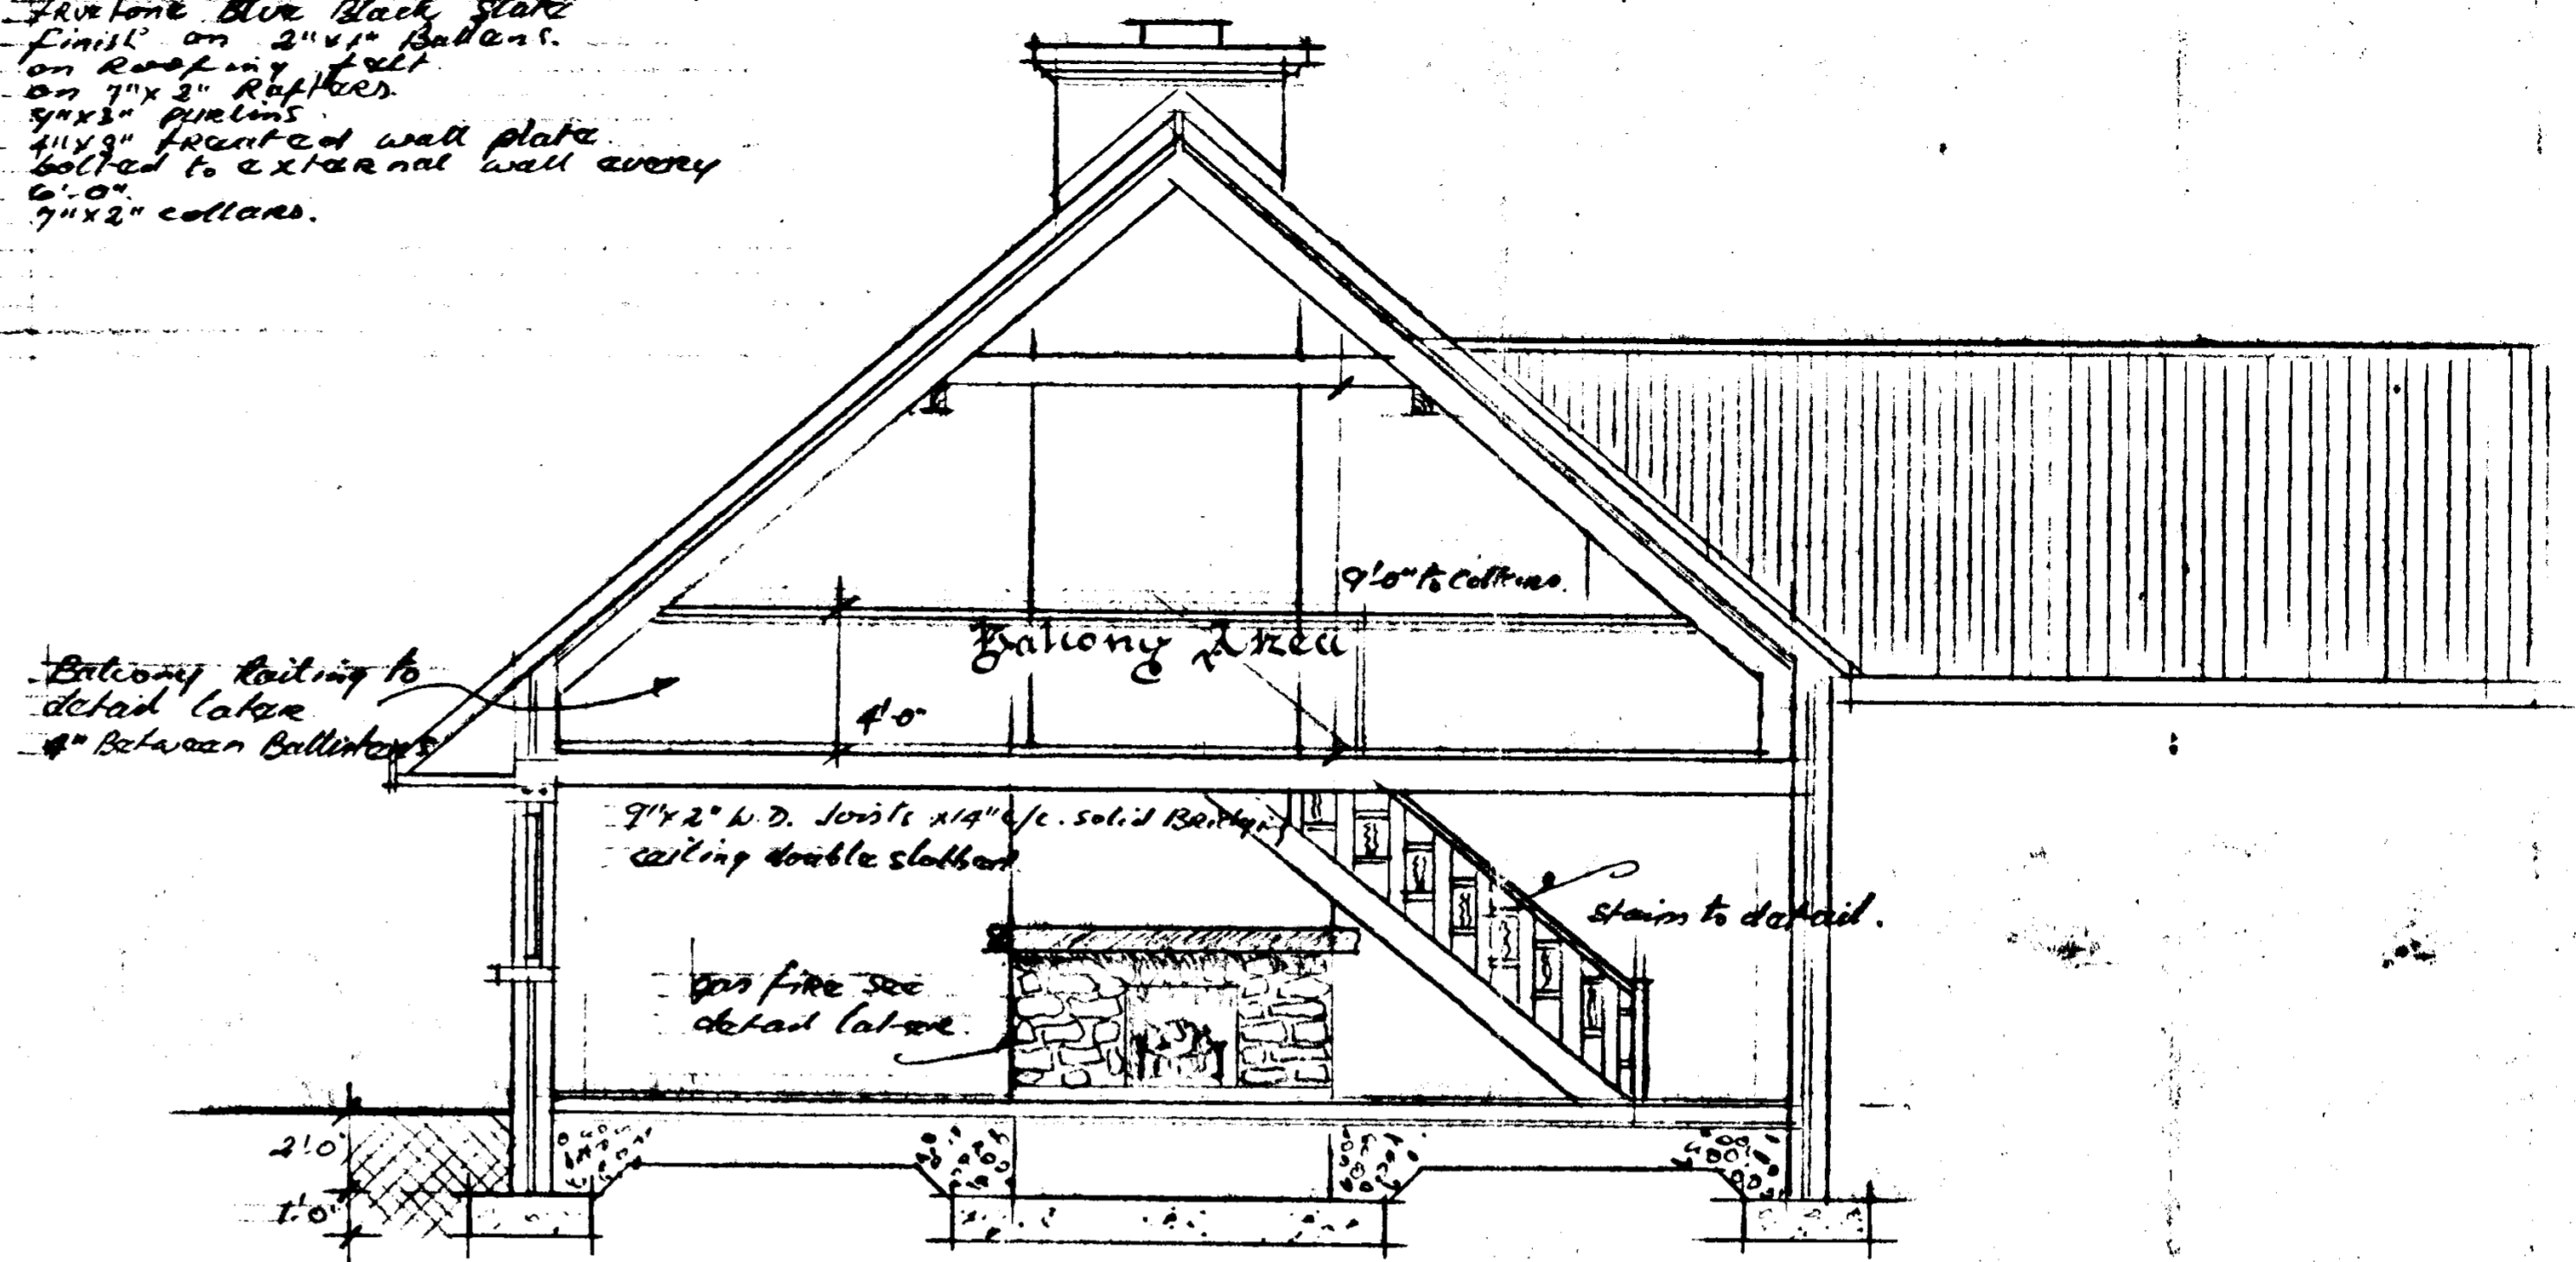 Truetone Blue Black Slate
finish on 2"x1" Battens.
on Roofing felt
on 7"x2" Rafters.
9"x3" purlins.
4"x3" treated wall plate.
bolted to external wall every
6'-0".
7"x2" collars.
9'-0" to Collars.
Balcony Area
Balcony Railing to
detail later
4" Between Ballisters
4'-0"
9"x2" W.D. Joists x14" c/c. solid Bridging
ceiling double slabbed
stairs to detail.
gas fire see
detail later.
2'.0"
1'.0"